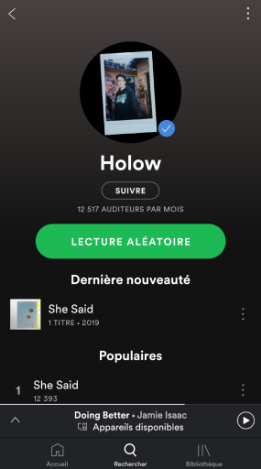 Holow
SUIVRE
12 517 AUDITEURS PAR MOIS
LECTURE ALÉATOIRE
Dernière nouveauté
She Said
1 TITRE • 2019
Populaires
1 She Said
12 393
Doing Better • Jamie Isaac
Appareils disponibles
Accueil Rechercher Bibliothèque